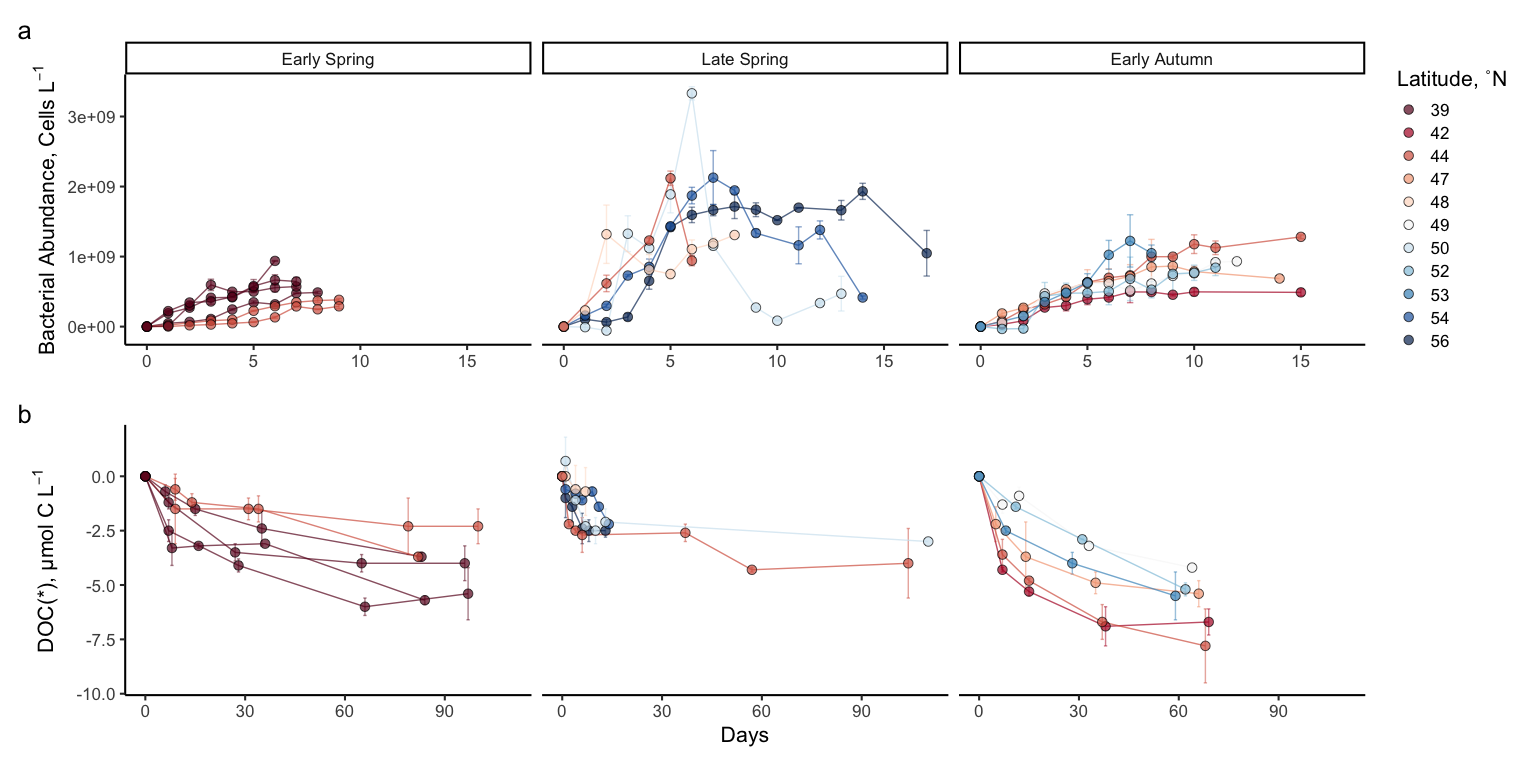 a
Early Spring
Late Spring
Early Autumn
Bacterial Abundance, Cells L⁻¹
3e+09
2e+09
1e+09
0e+00
0 5 10 15
0 5 10 15
0 5 10 15
Latitude, °N
39
42
44
47
48
49
50
52
53
54
56
b
DOC(*), μmol C L⁻¹
0.0
-2.5
-5.0
-7.5
-10.0
0 30 60 90
0 30 60 90
0 30 60 90
Days